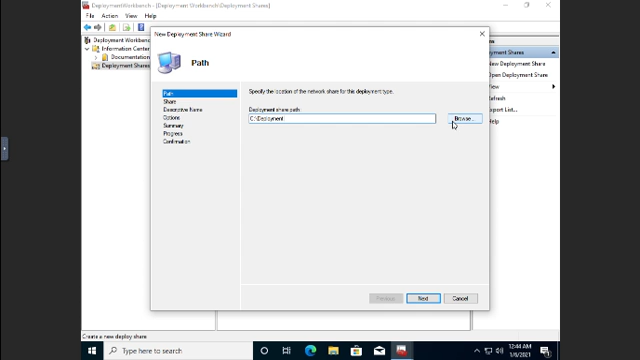 DeploymentWorkbench - [Deployment Workbench\Deployment Shares]
File Action View Help
Deployment Workbench
Information Center
Documentation
Deployment Shares
New Deployment Share Wizard
Path
Path
Share
Descriptive Name
Options
Summary
Progress
Confirmation
Specify the location of the network share for this deployment type.
Deployment share path:
C:\Deployment
Browse...
Previous
Next
Cancel
yment Shares
New Deployment Share
Open Deployment Share
View
efresh
xport List...
Help
Create a new deploy share
Type here to search
12:44 AM
1/6/2021